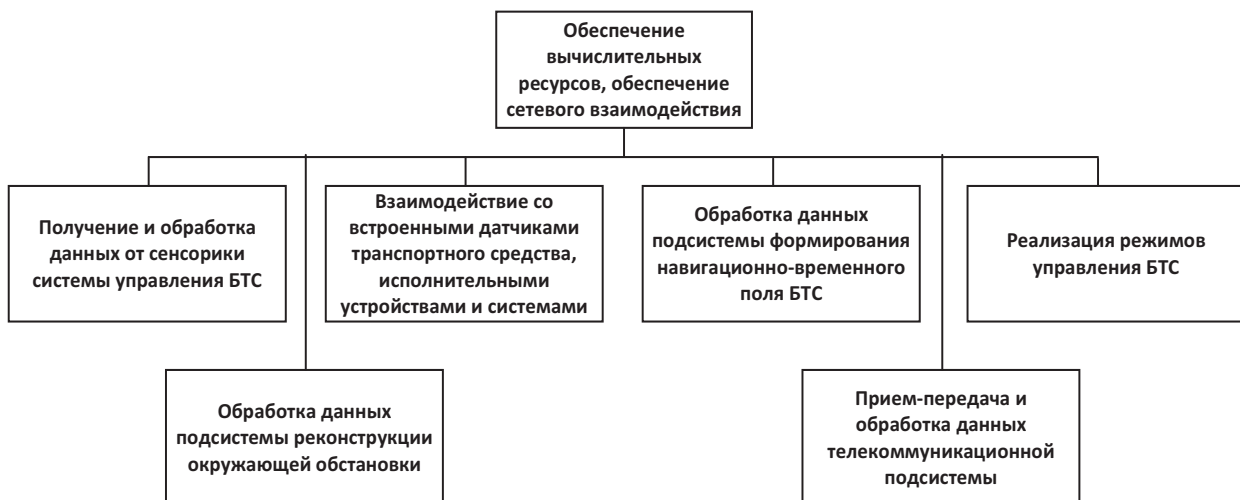 Обеспечение
вычислительных
ресурсов, обеспечение
сетевого взаимодействия
Получение и обработка
данных от сенсорики
системы управления БТС
Взаимодействие со
встроенными датчиками
транспортного средства,
исполнительными
устройствами и системами
Обработка данных
подсистемы формирования
навигационно-временного
поля БТС
Реализация режимов
управления БТС
Обработка данных
подсистемы реконструкции
окружающей обстановки
Прием-передача и
обработка данных
телекоммуникационной
подсистемы